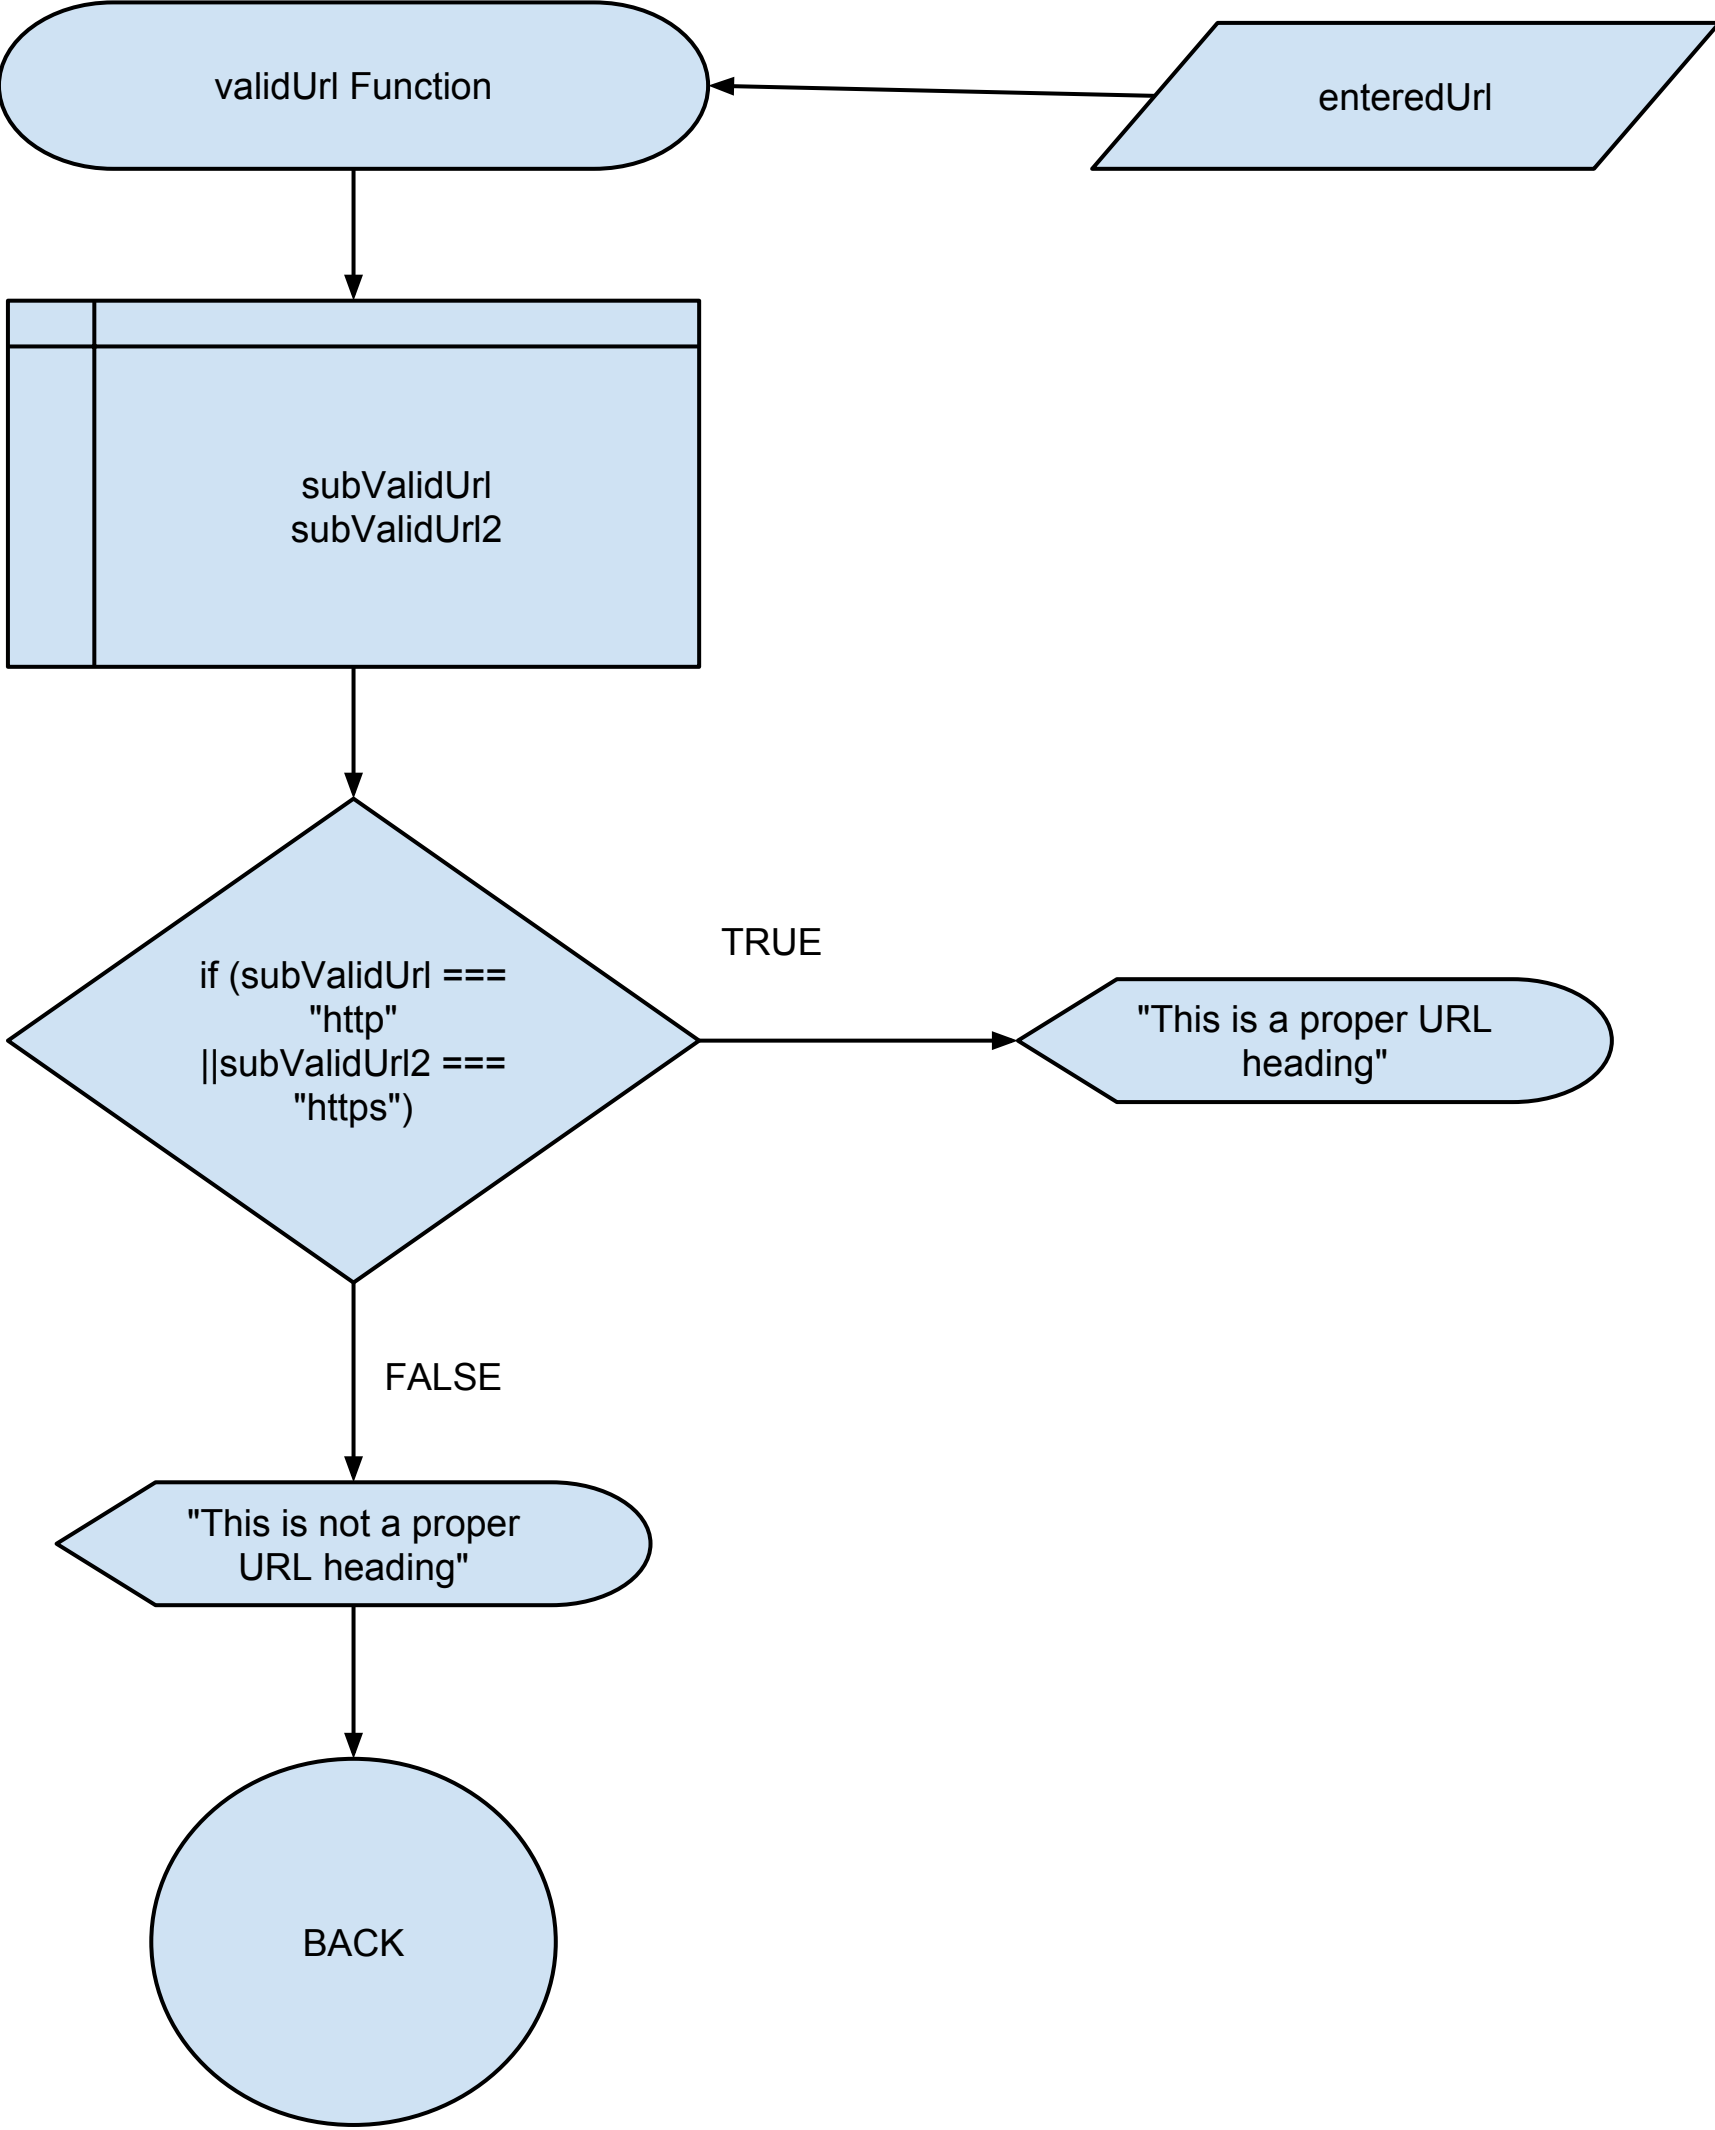 validUrl Function
enteredUrl
subValidUrl
subValidUrl2
if (subValidUrl ===
"http"
||subValidUrl2 ===
"https")
TRUE
"This is a proper URL
heading"
FALSE
"This is not a proper
URL heading"
BACK